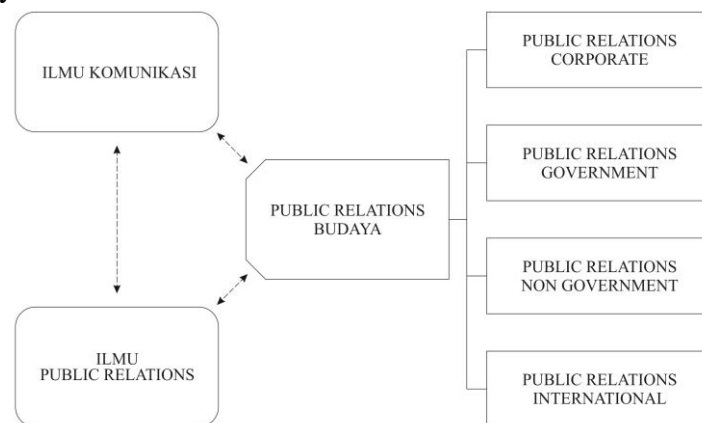 ILMU KOMUNIKASI
ILMU
PUBLIC RELATIONS
PUBLIC RELATIONS
BUDAYA
PUBLIC RELATIONS
CORPORATE
PUBLIC RELATIONS
GOVERNMENT
PUBLIC RELATIONS
NON GOVERNMENT
PUBLIC RELATIONS
INTERNATIONAL